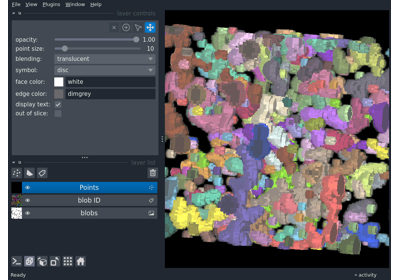 File View Plugins Window Help
layer controls
opacity: 1.00
point size: 10
blending: translucent
symbol: disc
face color: white
edge color: dimgrey
display text:
out of slice:
layer list
Points
blob ID
blobs
Ready
activity